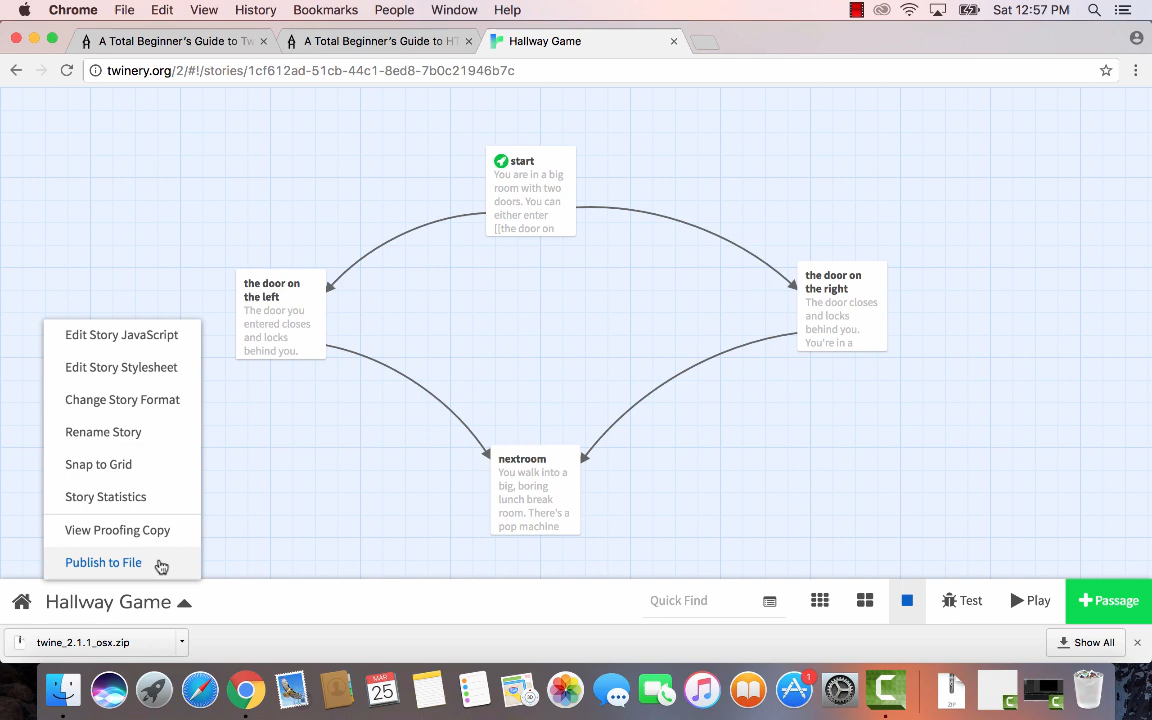 Chrome File Edit View History Bookmarks People Window Help Sat 12:57 PM
A Total Beginner's Guide to Tw
A Total Beginner's Guide to HT
Hallway Game
twinery.org/2/#!/stories/1cf612ad-51cb-44c1-8ed8-7b0c21946b7c
start
You are in a big
room with two
doors. You can
either enter
[[the door on
the door on
the left
The door you
entered closes
and locks
behind you.
the door on
the right
The door closes
and locks
behind you.
You're in a
nextroom
You walk into a
big, boring
lunch break
room. There's a
pop machine
Edit Story JavaScript
Edit Story Stylesheet
Change Story Format
Rename Story
Snap to Grid
Story Statistics
View Proofing Copy
Publish to File
Hallway Game
Quick Find
Test
Play
+Passage
twine_2.1.1_osx.zip
Show All
MAR
25
1
ZIP